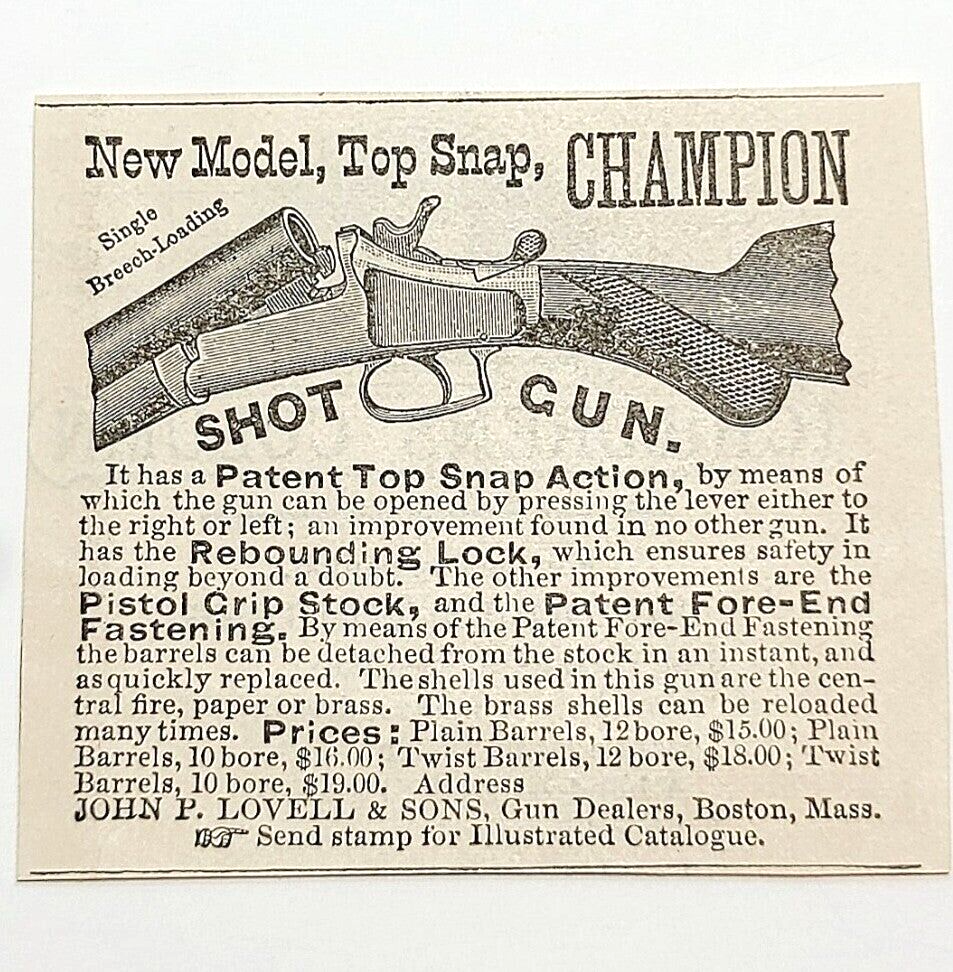 New Model, Top Snap, CHAMPION
Single
Breech-Loading
SHOT GUN.
It has a Patent Top Snap Action, by means of
which the gun can be opened by pressing the lever either to
the right or left; an improvement found in no other gun. It
has the Rebounding Lock, which ensures safety in
loading beyond a doubt. The other improvements are the
Pistol Grip Stock, and the Patent Fore-End
Fastening. By means of the Patent Fore-End Fastening
the barrels can be detached from the stock in an instant, and
as quickly replaced. The shells used in this gun are the cen-
tral fire, paper or brass. The brass shells can be reloaded
many times. Prices: Plain Barrels, 12 bore, $15.00; Plain
Barrels, 10 bore, $16.00; Twist Barrels, 12 bore, $18.00; Twist
Barrels, 10 bore, $19.00. Address
JOHN P. LOVELL & SONS, Gun Dealers, Boston, Mass.
☞ Send stamp for Illustrated Catalogue.